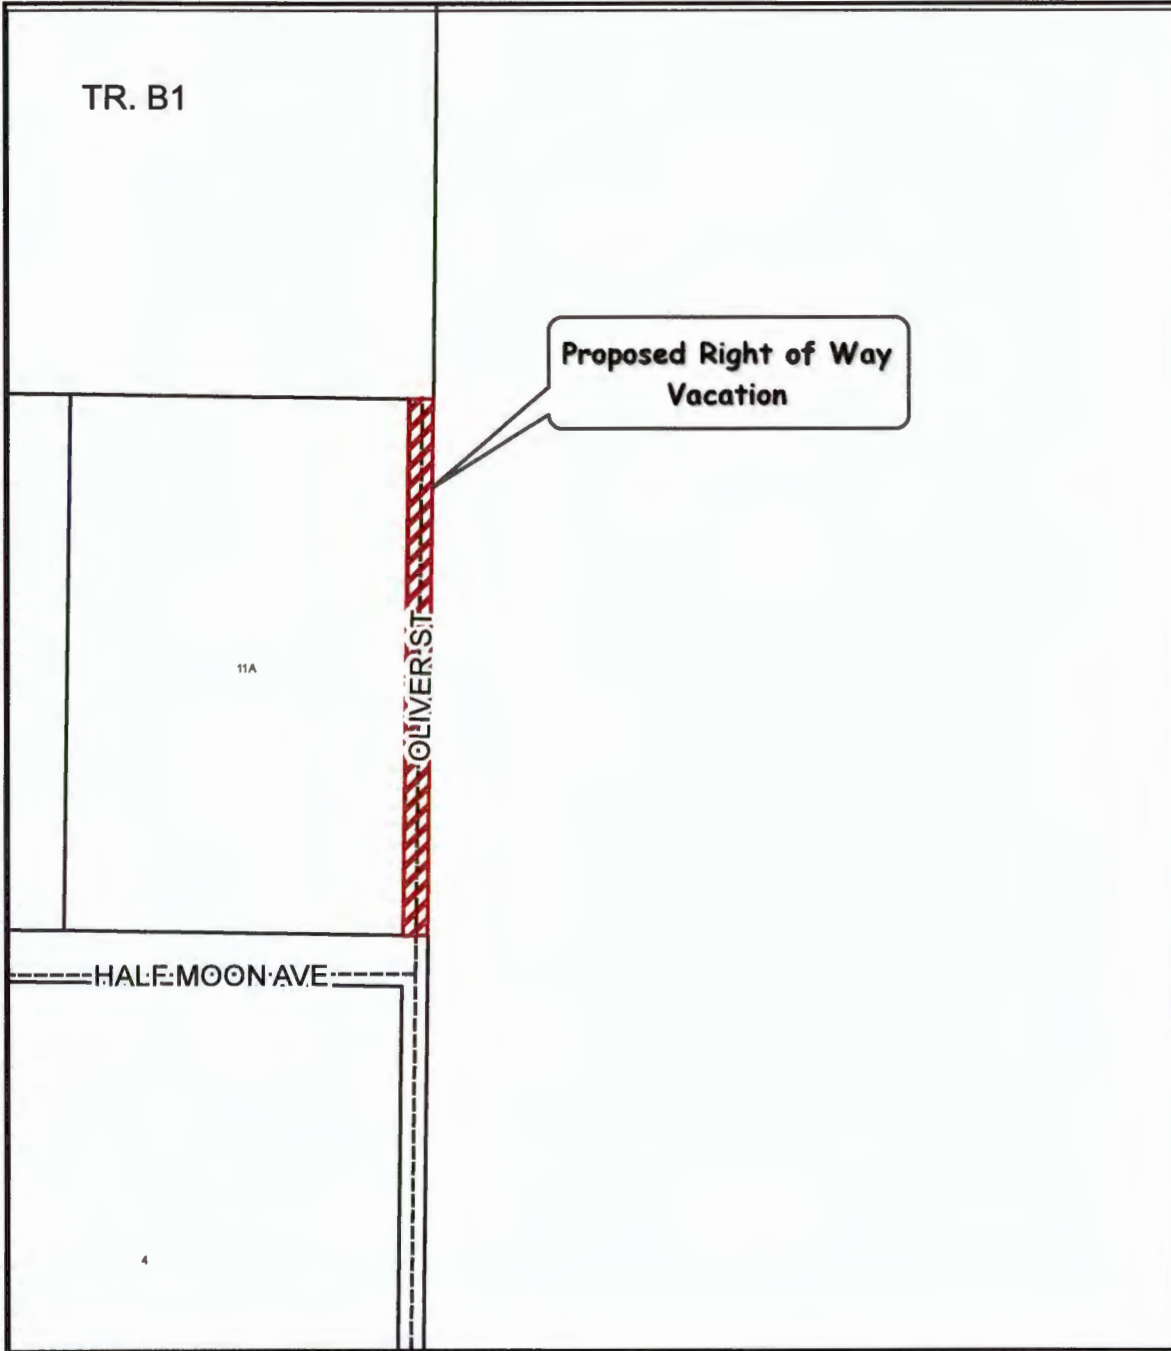 TR. B1
Proposed Right of Way
Vacation
OLIVER ST
11A
HALF MOON AVE
4